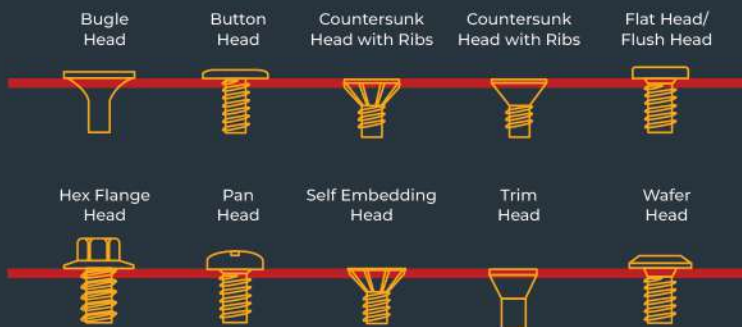 Bugle
Head
Button
Head
Countersunk
Head with Ribs
Countersunk
Head with Ribs
Flat Head/
Flush Head
Hex Flange
Head
Pan
Head
Self Embedding
Head
Trim
Head
Wafer
Head